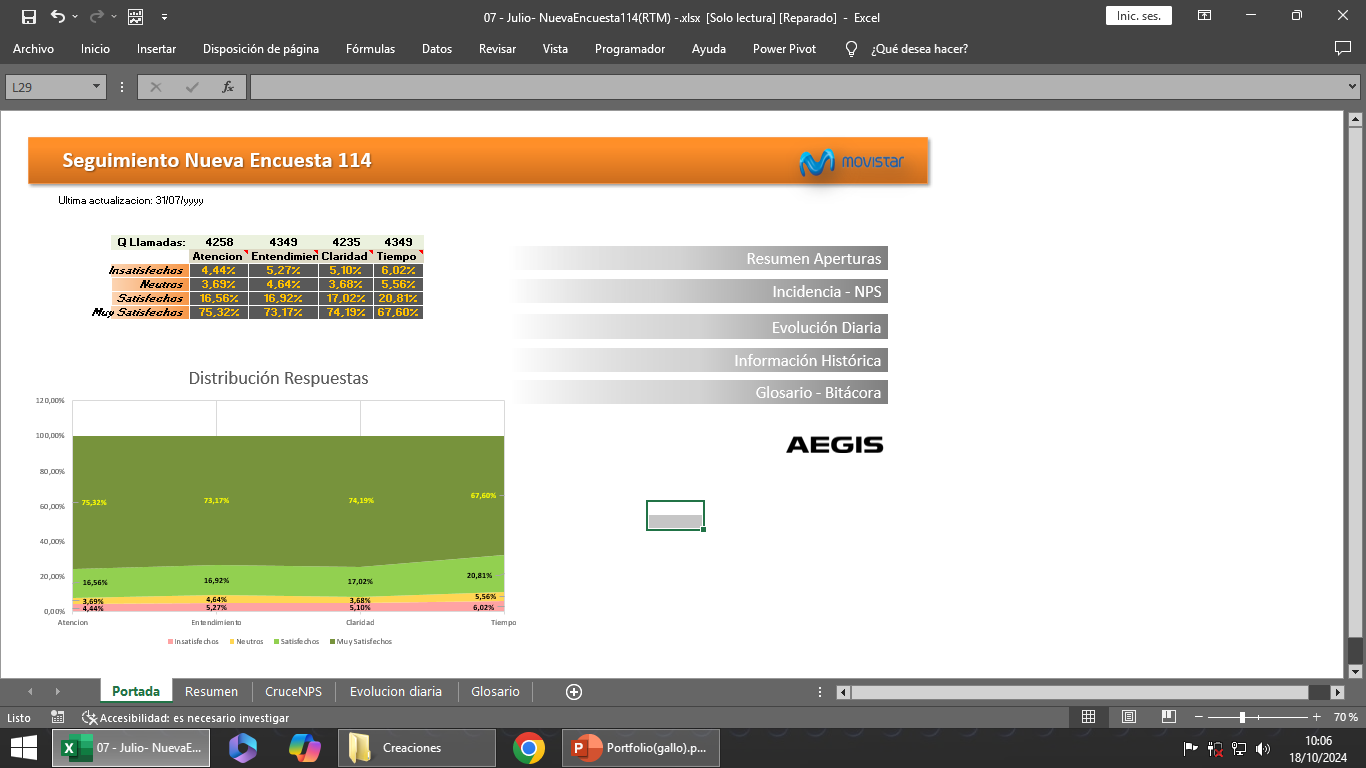 07 - Julio- NuevaEncuesta114(RTM) -.xlsx  [Solo lectura] [Reparado]  -  Excel
Inic. ses.
Archivo Inicio Insertar Disposición de página Fórmulas Datos Revisar Vista Programador Ayuda Power Pivot ¿Qué desea hacer?
L29 fx
Seguimiento Nueva Encuesta 114 movistar
Ultima actualizacion: 31/07/yyyy
Q Llamadas: 4258 4349 4235 4349
Atencion Entendimien Claridad Tiempo
Insatisfechos 4,44% 5,27% 5,10% 6,02%
Neutros 3,69% 4,64% 3,68% 5,56%
Satisfechos 16,56% 16,92% 17,02% 20,81%
Muy Satisfechos 75,32% 73,17% 74,19% 67,60%
Resumen Aperturas
Incidencia - NPS
Evolución Diaria
Información Histórica
Glosario - Bitácora
AEGIS
Distribución Respuestas
120,00%
100,00%
80,00%
60,00%
40,00%
20,00%
0,00%
75,32% 73,17% 74,19% 67,60%
16,56% 16,92% 17,02% 20,81%
3,69% 4,64% 3,68% 5,56%
4,44% 5,27% 5,10% 6,02%
Atencion Entendimiento Claridad Tiempo
Insatisfechos Neutros Satisfechos Muy Satisfechos
Portada Resumen CruceNPS Evolucion diaria Glosario
Listo Accesibilidad: es necesario investigar 70 %
07 - Julio- NuevaE... Creaciones Portfolio(gallo).p...
10:06
18/10/2024